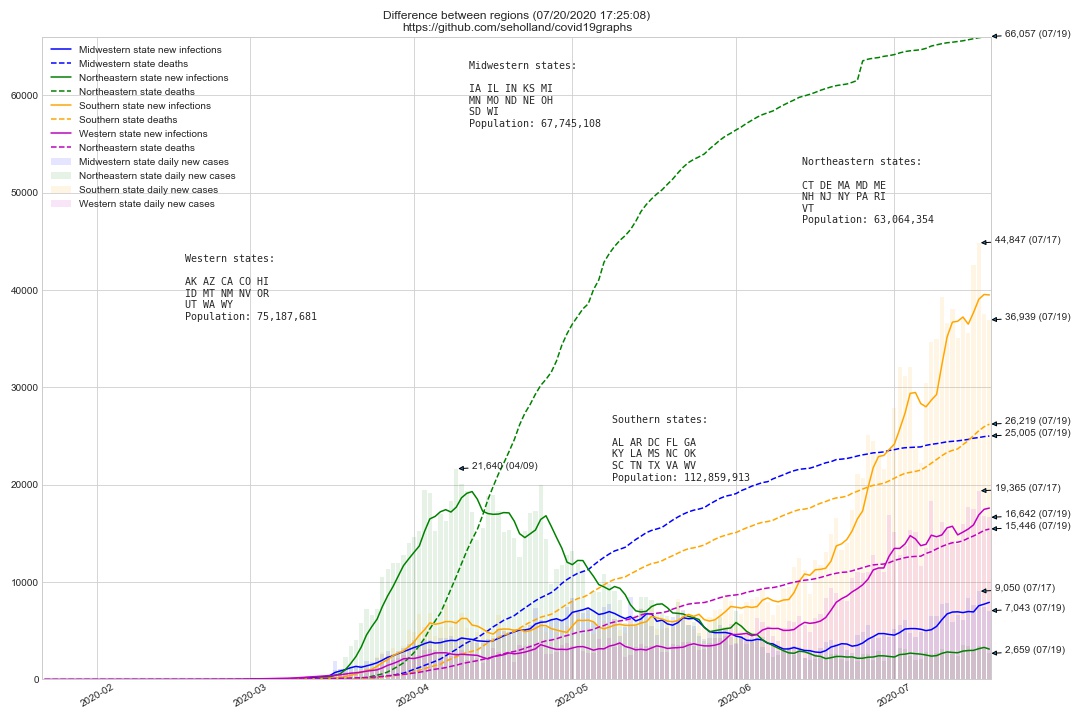 Difference between regions (07/20/2020 17:25:08)
https://github.com/seholland/covid19graphs
Midwestern state new infections
Midwestern state deaths
Northeastern state new infections
Northeastern state deaths
Southern state new infections
Southern state deaths
Western state new infections
Northeastern state deaths
Midwestern state daily new cases
Northeastern state daily new cases
Southern state daily new cases
Western state daily new cases
Midwestern states:
IA IL IN KS MI
MN MO ND NE OH
SD WI
Population: 67,745,108
Northeastern states:
CT DE MA MD ME
NH NJ NY PA RI
VT
Population: 63,064,354
Western states:
AK AZ CA CO HI
ID MT NM NV OR
UT WA WY
Population: 75,187,681
Southern states:
AL AR DC FL GA
KY LA MS NC OK
SC TN TX VA WV
Population: 112,859,913
21,640 (04/09)
66,057 (07/19)
44,847 (07/17)
36,939 (07/19)
26,219 (07/19)
25,005 (07/19)
19,365 (07/17)
16,642 (07/19)
15,446 (07/19)
9,050 (07/17)
7,043 (07/19)
2,659 (07/19)
60000
50000
40000
30000
20000
10000
0
2020-02
2020-03
2020-04
2020-05
2020-06
2020-07